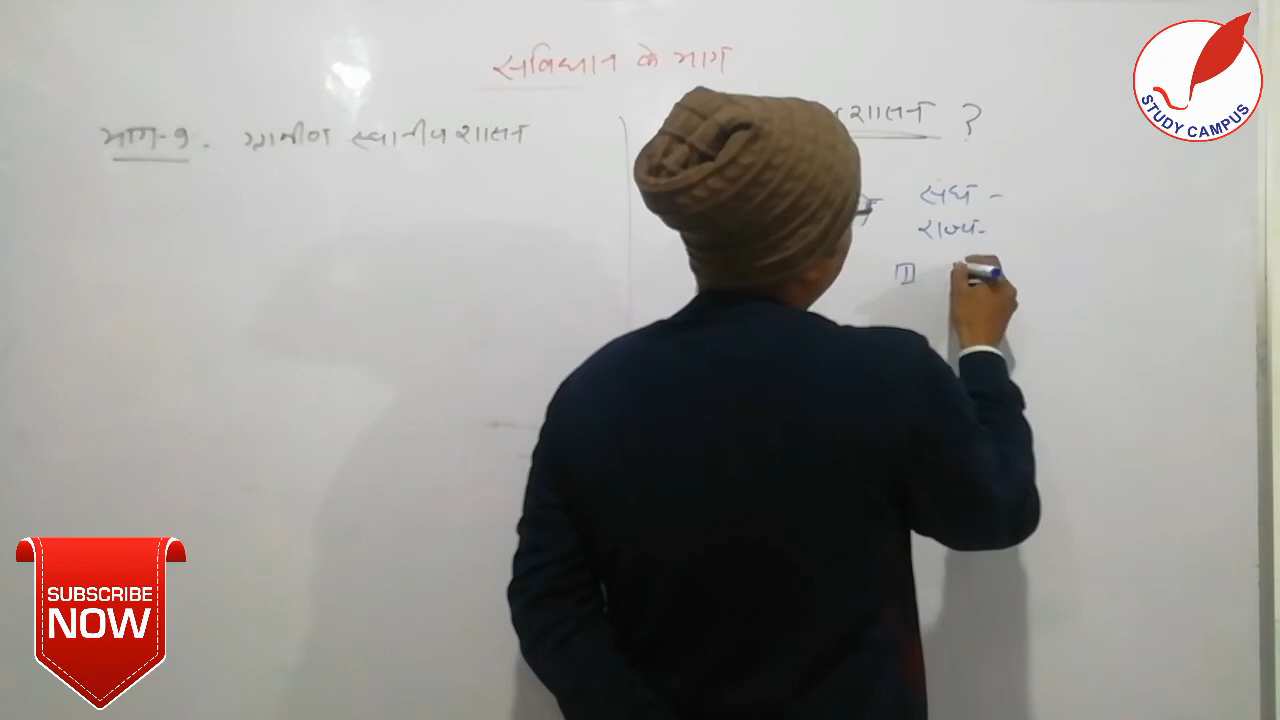 संविधान के भाग
भाग-9. ग्रामीण स्थानीय शासन
शासन ?
संघ -
राज्य-
STUDY CAMPUS
SUBSCRIBE
NOW